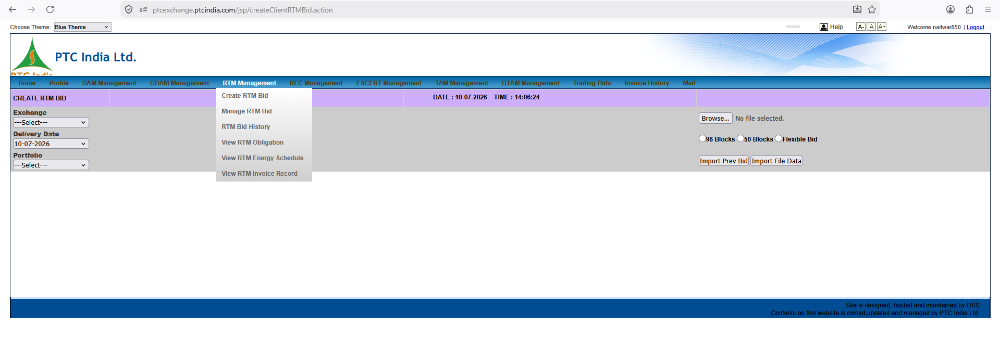 ptcexchange.ptcindia.com/jsp/createClientRTMBid.action
Choose Theme: Blue Theme
Help A- A A+ Welcome naitwar850 | Logout
PTC India Ltd.
PTC India
Home Profile DAM Management GDAM Management RTM Management REC Management ESCERT Management TAM Management GTAM Management Trading Data Invoice History Mail
CREATE RTM BID DATE : 10-07-2026 TIME : 14:06:24
Create RTM Bid
Manage RTM Bid
RTM Bid History
View RTM Obligation
View RTM Energy Schedule
View RTM Invoice Record
Exchange
---Select---
Delivery Date
10-07-2026
Portfolio
---Select---
Browse... No file selected.
96 Blocks 50 Blocks Flexible Bid
Import Prev Bid Import File Data
Site is designed, hosted and maintained by DSS
Contents on this website is owned,updated and managed by PTC India Ltd.